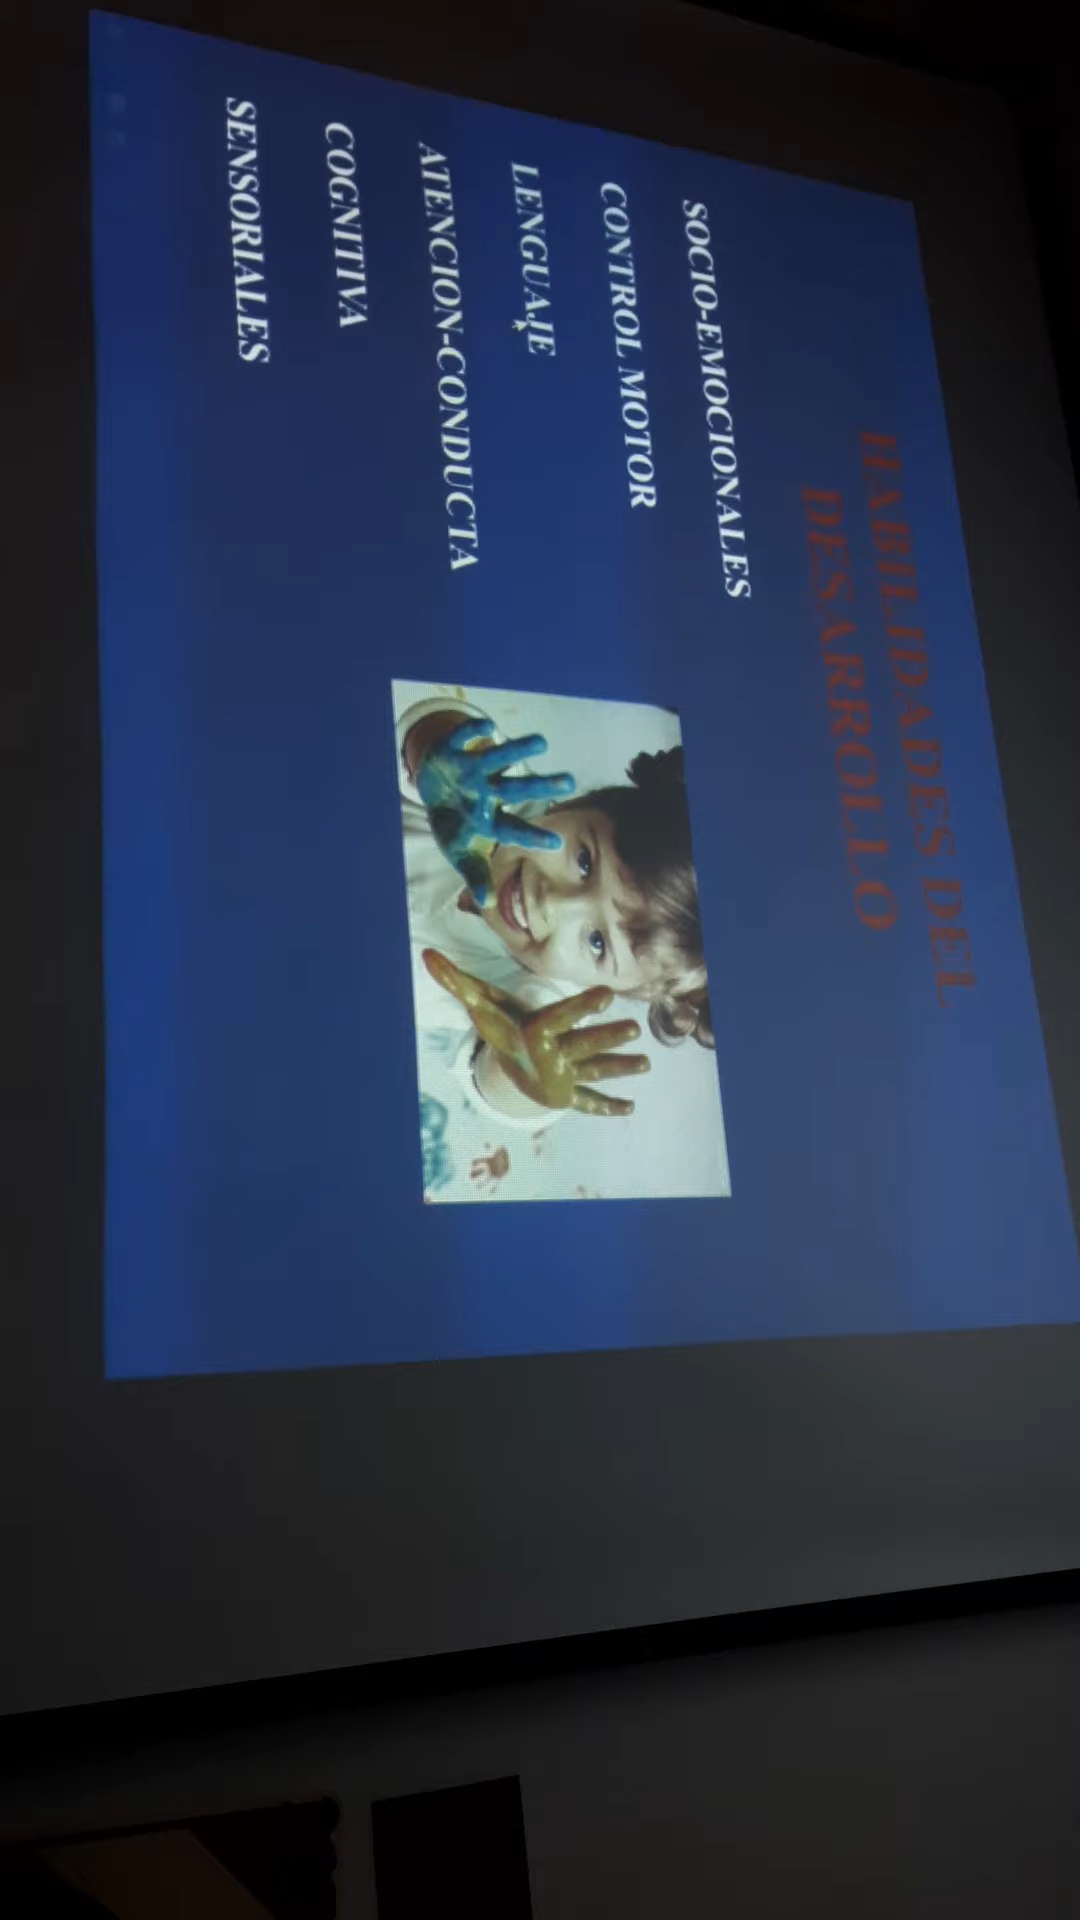 HABILIDADES DEL
DESARROLLO
SOCIO-EMOCIONALES
CONTROL MOTOR
LENGUAJE
ATENCION-CONDUCTA
COGNITIVA
SENSORIALES